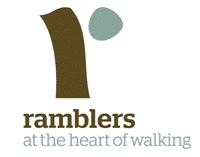 r
ramblers
at the heart of walking